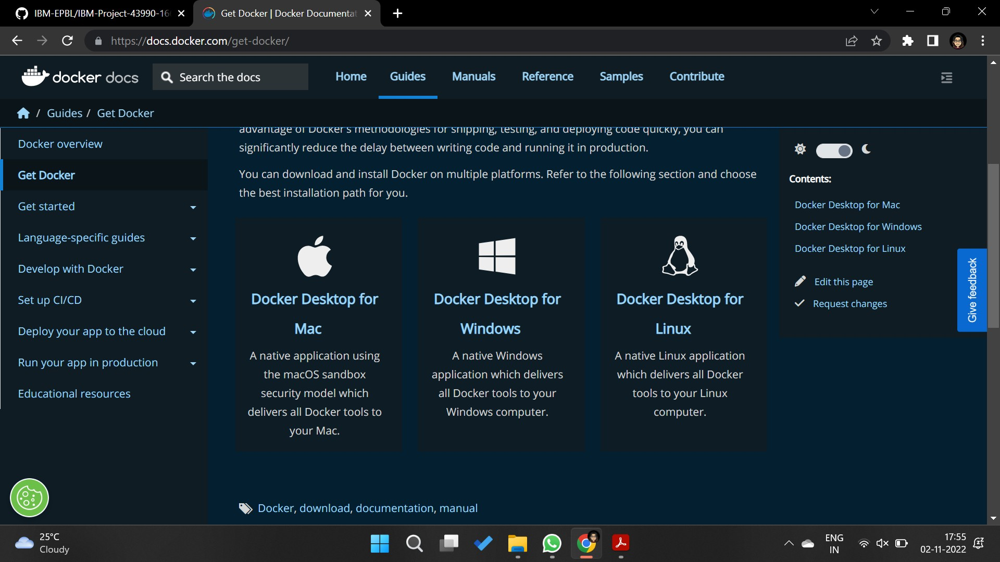 IBM-EPBL/IBM-Project-43990-16
Get Docker | Docker Documentat
https://docs.docker.com/get-docker/
docker docs
Search the docs
Home
Guides
Manuals
Reference
Samples
Contribute
/ Guides / Get Docker
Docker overview
Get Docker
Get started
Language-specific guides
Develop with Docker
Set up CI/CD
Deploy your app to the cloud
Run your app in production
Educational resources
advantage of Docker's methodologies for shipping, testing, and deploying code quickly, you can
significantly reduce the delay between writing code and running it in production.
You can download and install Docker on multiple platforms. Refer to the following section and choose
the best installation path for you.
Docker Desktop for
Mac
A native application using
the macOS sandbox
security model which
delivers all Docker tools to
your Mac.
Docker Desktop for
Windows
A native Windows
application which delivers
all Docker tools to your
Windows computer.
Docker Desktop for
Linux
A native Linux application
which delivers all Docker
tools to your Linux
computer.
Docker, download, documentation, manual
Contents:
Docker Desktop for Mac
Docker Desktop for Windows
Docker Desktop for Linux
Edit this page
Request changes
Give feedback
25°C
Cloudy
ENG
IN
17:55
02-11-2022